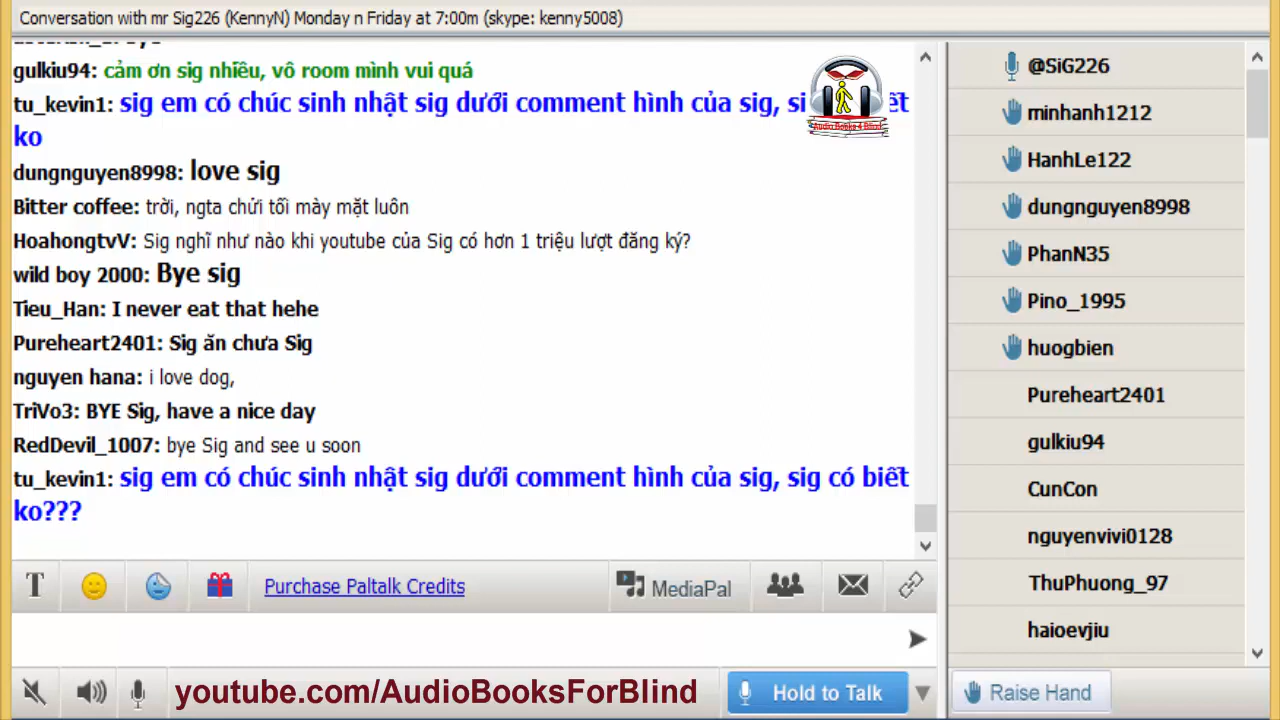 Conversation with mr Sig226 (KennyN) Monday n Friday at 7:00m (skype: kenny5008)
gulkiu94: cảm ơn sig nhiều, vô room mình vui quá
tu_kevin1: sig em có chúc sinh nhật sig dưới comment hình của sig, si ết
ko
dungnguyen8998: love sig
Bitter coffee: trời, ngta chửi tối mày mặt luôn
HoahongtvV: Sig nghĩ như nào khi youtube của Sig có hơn 1 triệu lượt đăng ký?
wild boy 2000: Bye sig
Tieu_Han: I never eat that hehe
Pureheart2401: Sig ăn chưa Sig
nguyen hana: i love dog,
TriVo3: BYE Sig, have a nice day
RedDevil_1007: bye Sig and see u soon
tu_kevin1: sig em có chúc sinh nhật sig dưới comment hình của sig, sig có biết
ko???
Audio Books 4 Blind
T
Purchase Paltalk Credits
MediaPal
youtube.com/AudioBooksForBlind
Hold to Talk
@SiG226
minhanh1212
HanhLe122
dungnguyen8998
PhanN35
Pino_1995
huogbien
Pureheart2401
gulkiu94
CunCon
nguyenvivi0128
ThuPhuong_97
haioevjiu
Raise Hand